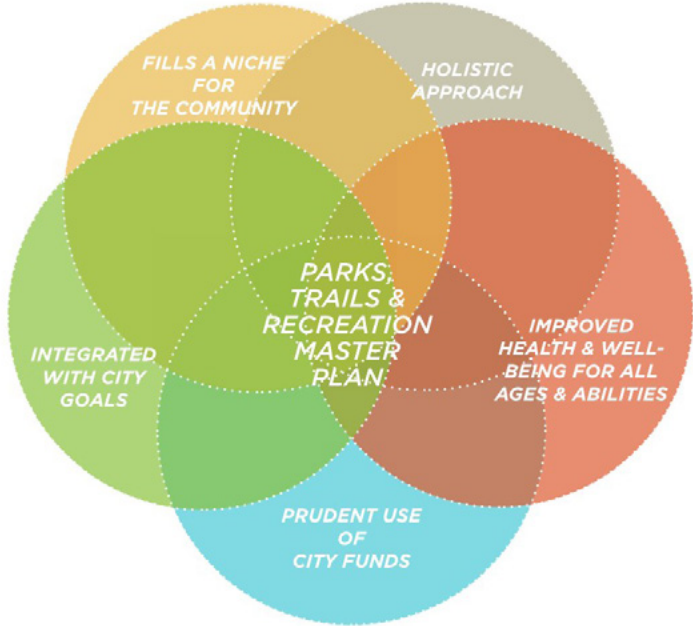 FILLS A NICHE
FOR
THE COMMUNITY
HOLISTIC
APPROACH
PARKS,
TRAILS &
RECREATION
MASTER
PLAN
INTEGRATED
WITH CITY
GOALS
IMPROVED
HEALTH & WELL-
BEING FOR ALL
AGES & ABILITIES
PRUDENT USE
OF
CITY FUNDS